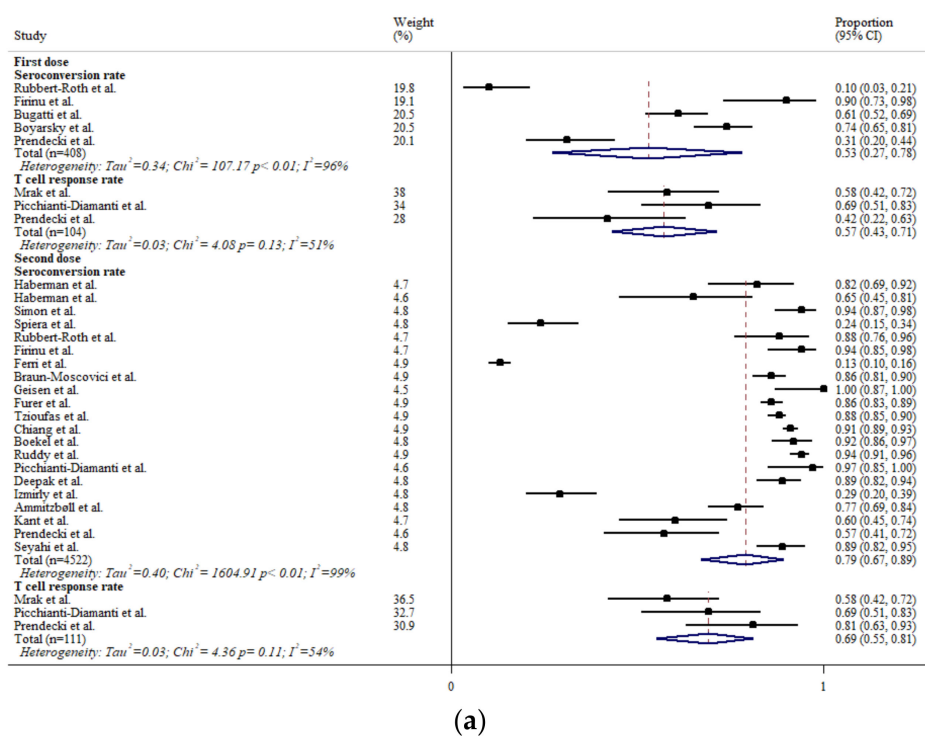 Study Weight (%) Proportion (95% CI)
First dose
Seroconversion rate
Rubbert-Roth et al. 19.8 0.10 (0.03, 0.21)
Firinu et al. 19.1 0.90 (0.73, 0.98)
Bugatti et al. 20.5 0.61 (0.52, 0.69)
Boyarsky et al. 20.5 0.74 (0.65, 0.81)
Prendecki et al. 20.1 0.31 (0.20, 0.44)
Total (n=408) 0.53 (0.27, 0.78)
Heterogeneity: Tau²=0.34; Chi²= 107.17 p< 0.01; I²=96%
T cell response rate
Mrak et al. 38 0.58 (0.42, 0.72)
Picchianti-Diamanti et al. 34 0.69 (0.51, 0.83)
Prendecki et al. 28 0.42 (0.22, 0.63)
Total (n=104) 0.57 (0.43, 0.71)
Heterogeneity: Tau²=0.03; Chi²= 4.08 p= 0.13; I²=51%
Second dose
Seroconversion rate
Haberman et al. 4.7 0.82 (0.69, 0.92)
Haberman et al. 4.6 0.65 (0.45, 0.81)
Simon et al. 4.8 0.94 (0.87, 0.98)
Spiera et al. 4.8 0.24 (0.15, 0.34)
Rubbert-Roth et al. 4.7 0.88 (0.76, 0.96)
Firinu et al. 4.7 0.94 (0.85, 0.98)
Ferri et al. 4.9 0.13 (0.10, 0.16)
Braun-Moscovici et al. 4.9 0.86 (0.81, 0.90)
Geisen et al. 4.5 1.00 (0.87, 1.00)
Furer et al. 4.9 0.86 (0.83, 0.89)
Tzioufas et al. 4.9 0.88 (0.85, 0.90)
Chiang et al. 4.9 0.91 (0.89, 0.93)
Boekel et al. 4.8 0.92 (0.86, 0.97)
Ruddy et al. 4.9 0.94 (0.91, 0.96)
Picchianti-Diamanti et al. 4.6 0.97 (0.85, 1.00)
Deepak et al. 4.8 0.89 (0.82, 0.94)
Izmirly et al. 4.8 0.29 (0.20, 0.39)
Ammitzbøll et al. 4.8 0.77 (0.69, 0.84)
Kant et al. 4.7 0.60 (0.45, 0.74)
Prendecki et al. 4.6 0.57 (0.41, 0.72)
Seyahi et al. 4.8 0.89 (0.82, 0.95)
Total (n=4522) 0.79 (0.67, 0.89)
Heterogeneity: Tau²=0.40; Chi²= 1604.91 p< 0.01; I²=99%
T cell response rate
Mrak et al. 36.5 0.58 (0.42, 0.72)
Picchianti-Diamanti et al. 32.7 0.69 (0.51, 0.83)
Prendecki et al. 30.9 0.81 (0.63, 0.93)
Total (n=111) 0.69 (0.55, 0.81)
Heterogeneity: Tau²=0.03; Chi²= 4.36 p= 0.11; I²=54%
0 1
(a)